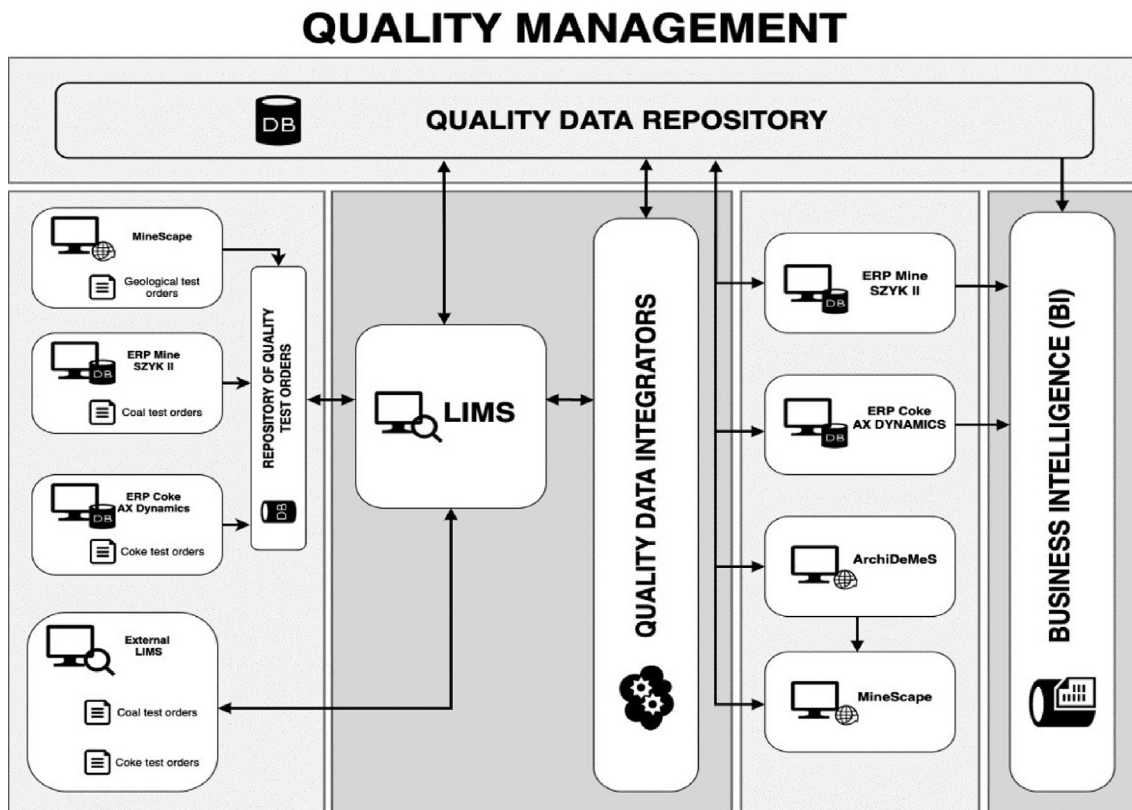 QUALITY MANAGEMENT
DB
QUALITY DATA REPOSITORY
MineScape
Geological test
orders
ERP Mine
SZYK II
DB
Coal test orders
ERP Coke
AX Dynamics
DB
Coke test orders
External
LIMS
Coal test orders
Coke test orders
REPOSITORY OF QUALITY
TEST ORDERS
DB
LIMS
QUALITY DATA INTEGRATORS
ERP Mine
SZYK II
DB
ERP Coke
AX DYNAMICS
DB
ArchiDeMeS
MineScape
BUSINESS INTELLIGENCE (BI)